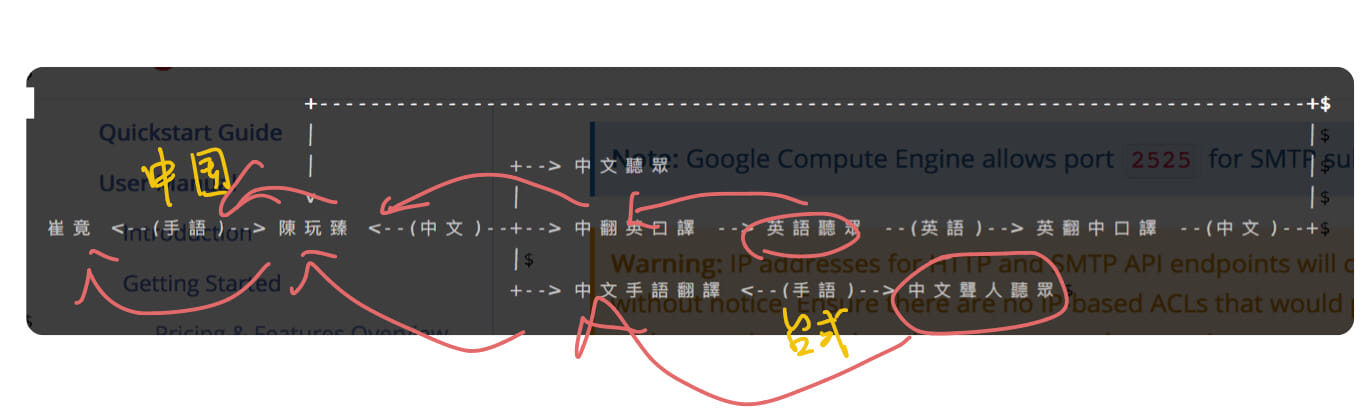 +--------------------------------------------------------------------------------------------+$
Quickstart Guide | |$
Note: Google Compute Engine allows port 2525 for SMTP su
中国
User Manual | +--> 中文聽眾 |$
v | |$
崔竟 <--(手語)--> 陳玩臻 <--(中文)--+--> 中翻英口譯 --> 英語聽眾 --(英語)--> 英翻中口譯 --(中文)--+$
Introduction
|$
Warning: IP addresses for HTTP and SMTP API endpoints will c
Getting Started +--> 中文手語翻譯 <--(手語)--> 中文聾人聽眾$
without notice. Ensure there are no IP-based ACLs that would p
台式
Pricing & Features Overview